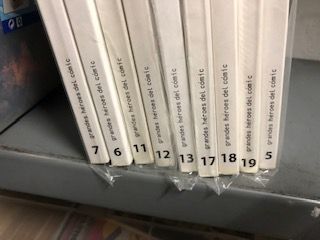 grandes héroes del cómic 7
grandes héroes del cómic 6
grandes héroes del cómic 11
grandes héroes del cómic 12
grandes héroes del cómic 13
grandes héroes del cómic 17
grandes héroes del cómic 18
grandes héroes del cómic 19
grandes héroes del cómic 5